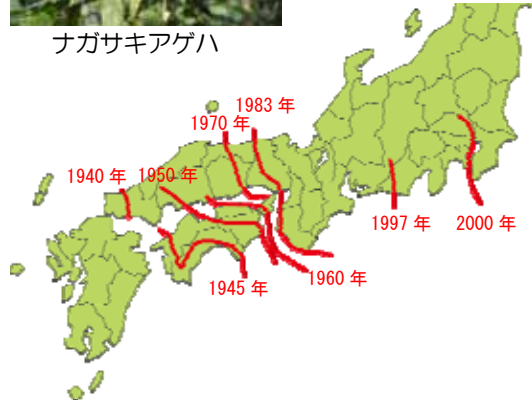 ナガサキアゲハ
1983 年
1970 年
1940 年
1950 年
1997 年
2000 年
1960 年
1945 年